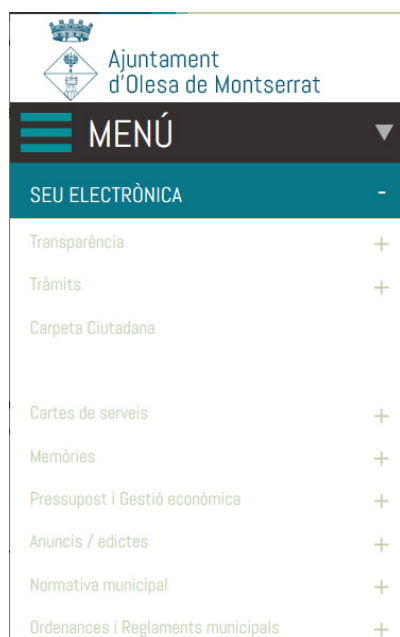 Ajuntament
d'Olesa de Montserrat
MENÚ ▼
SEU ELECTRÒNICA -
Transparència +
Tràmits +
Carpeta Ciutadana
Cartes de serveis +
Memòries +
Pressupost i Gestió econòmica +
Anuncis / edictes +
Normativa municipal +
Ordenances i Reglaments municipals +